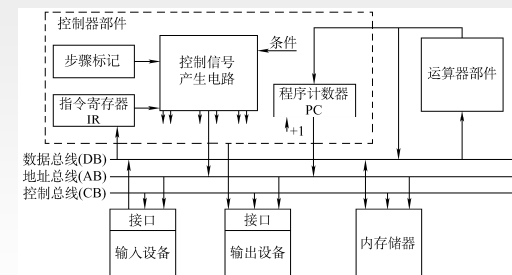 控制器部件
步骤标记
控制信号
产生电路
条件
指令寄存器
IR
程序计数器
PC
+1
运算器部件
数据总线(DB)
地址总线(AB)
控制总线(CB)
接口
输入设备
接口
输出设备
内存储器